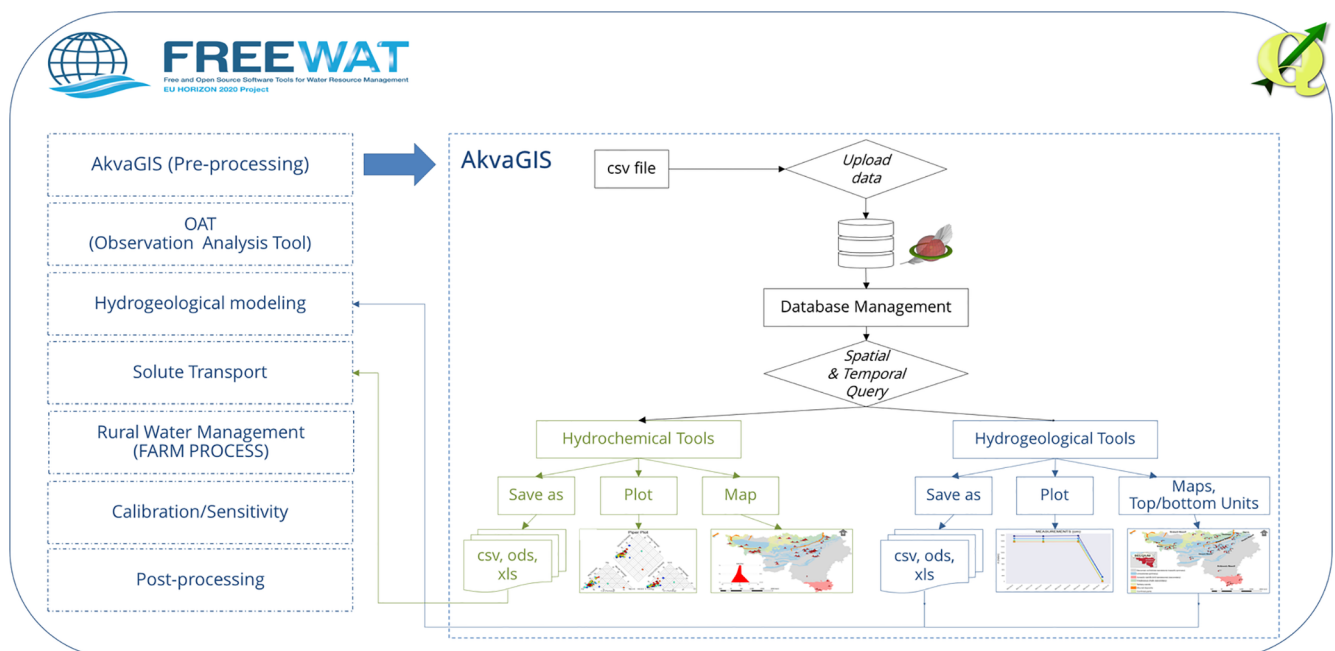 FREEWAT
Free and Open Source Software Tools for Water Resource Management
EU HORIZON 2020 Project
AkvaGIS (Pre-processing)
OAT
(Observation Analysis Tool)
Hydrogeological modeling
Solute Transport
Rural Water Management
(FARM PROCESS)
Calibration/Sensitivity
Post-processing
AkvaGIS
csv file
Upload
data
Database Management
Spatial
& Temporal
Query
Hydrochemical Tools
Save as
Plot
Map
csv, ods,
xls
Piper Plot
Hydrogeological Tools
Save as
Plot
Maps,
Top/bottom Units
csv, ods,
xls